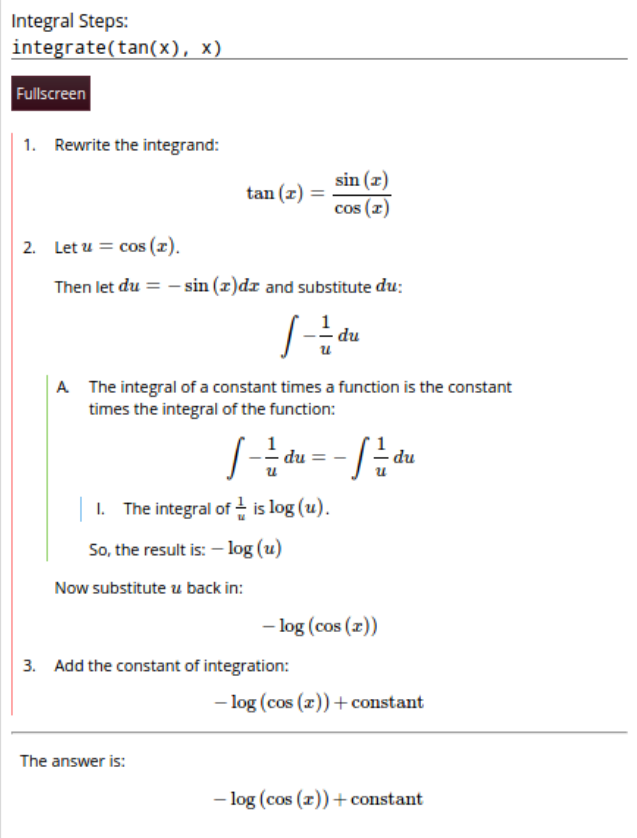 Integral Steps:
integrate(tan(x), x)
Fullscreen
1. Rewrite the integrand:
tan (x) = sin (x) / cos (x)
2. Let u = cos (x).
Then let du = − sin (x)dx and substitute du:
∫ −1/u du
A. The integral of a constant times a function is the constant
times the integral of the function:
∫ −1/u du = − ∫ 1/u du
I. The integral of 1/u is log (u).
So, the result is: − log (u)
Now substitute u back in:
− log (cos (x))
3. Add the constant of integration:
− log (cos (x)) + constant
The answer is:
− log (cos (x)) + constant